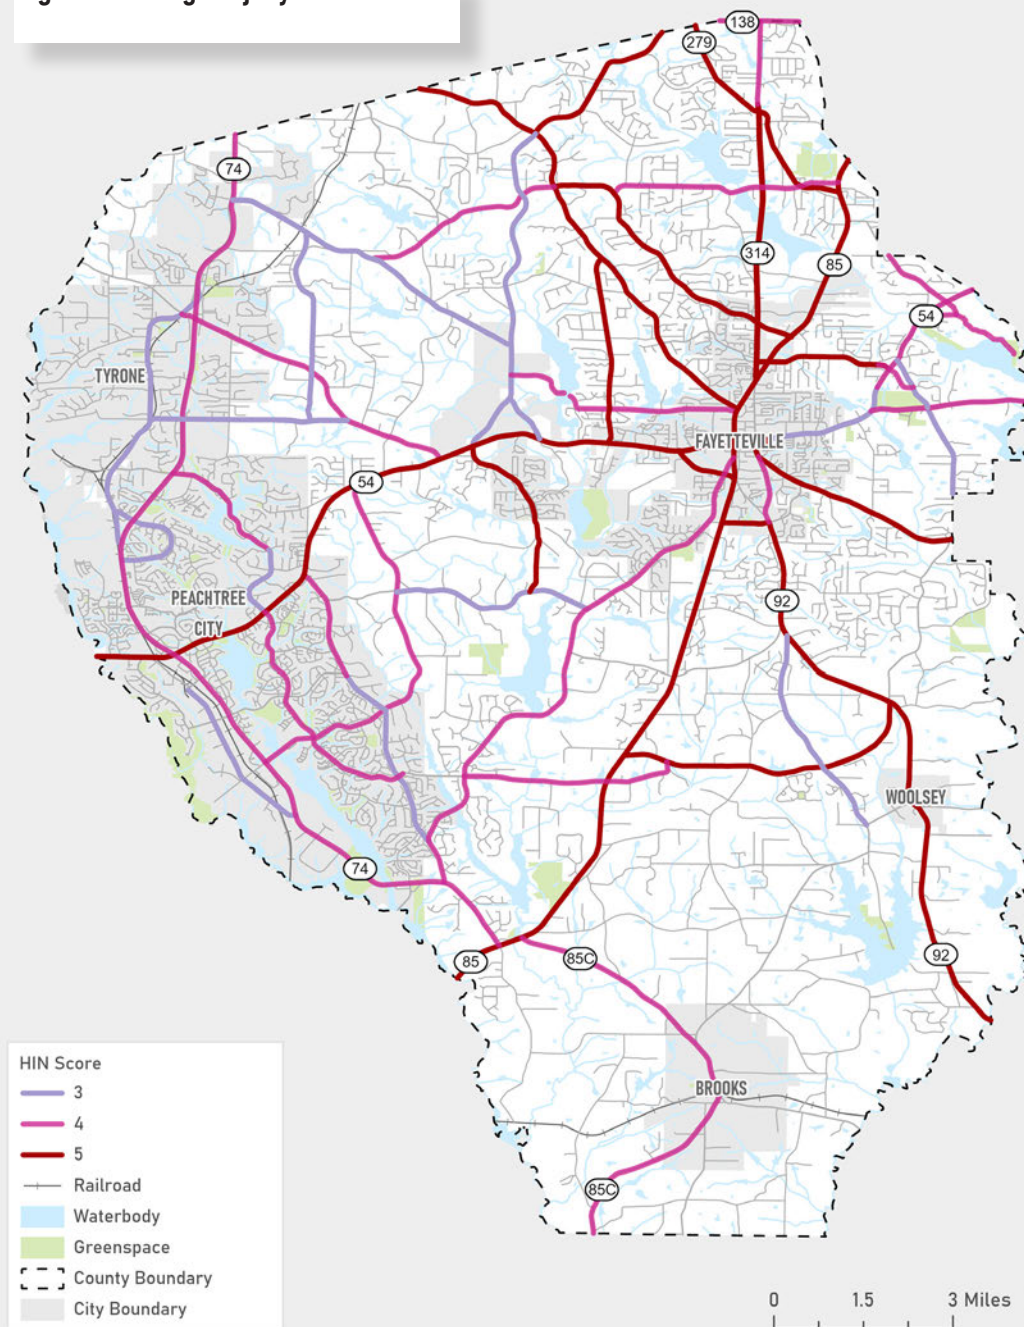 138
279
74
314
85
54
TYRONE
FAYETTEVILLE
54
92
PEACHTREE
CITY
WOOLSEY
74
85
85C
92
HIN Score
3
4
5
Railroad
Waterbody
Greenspace
County Boundary
City Boundary
BROOKS
85C
0 1.5 3 Miles